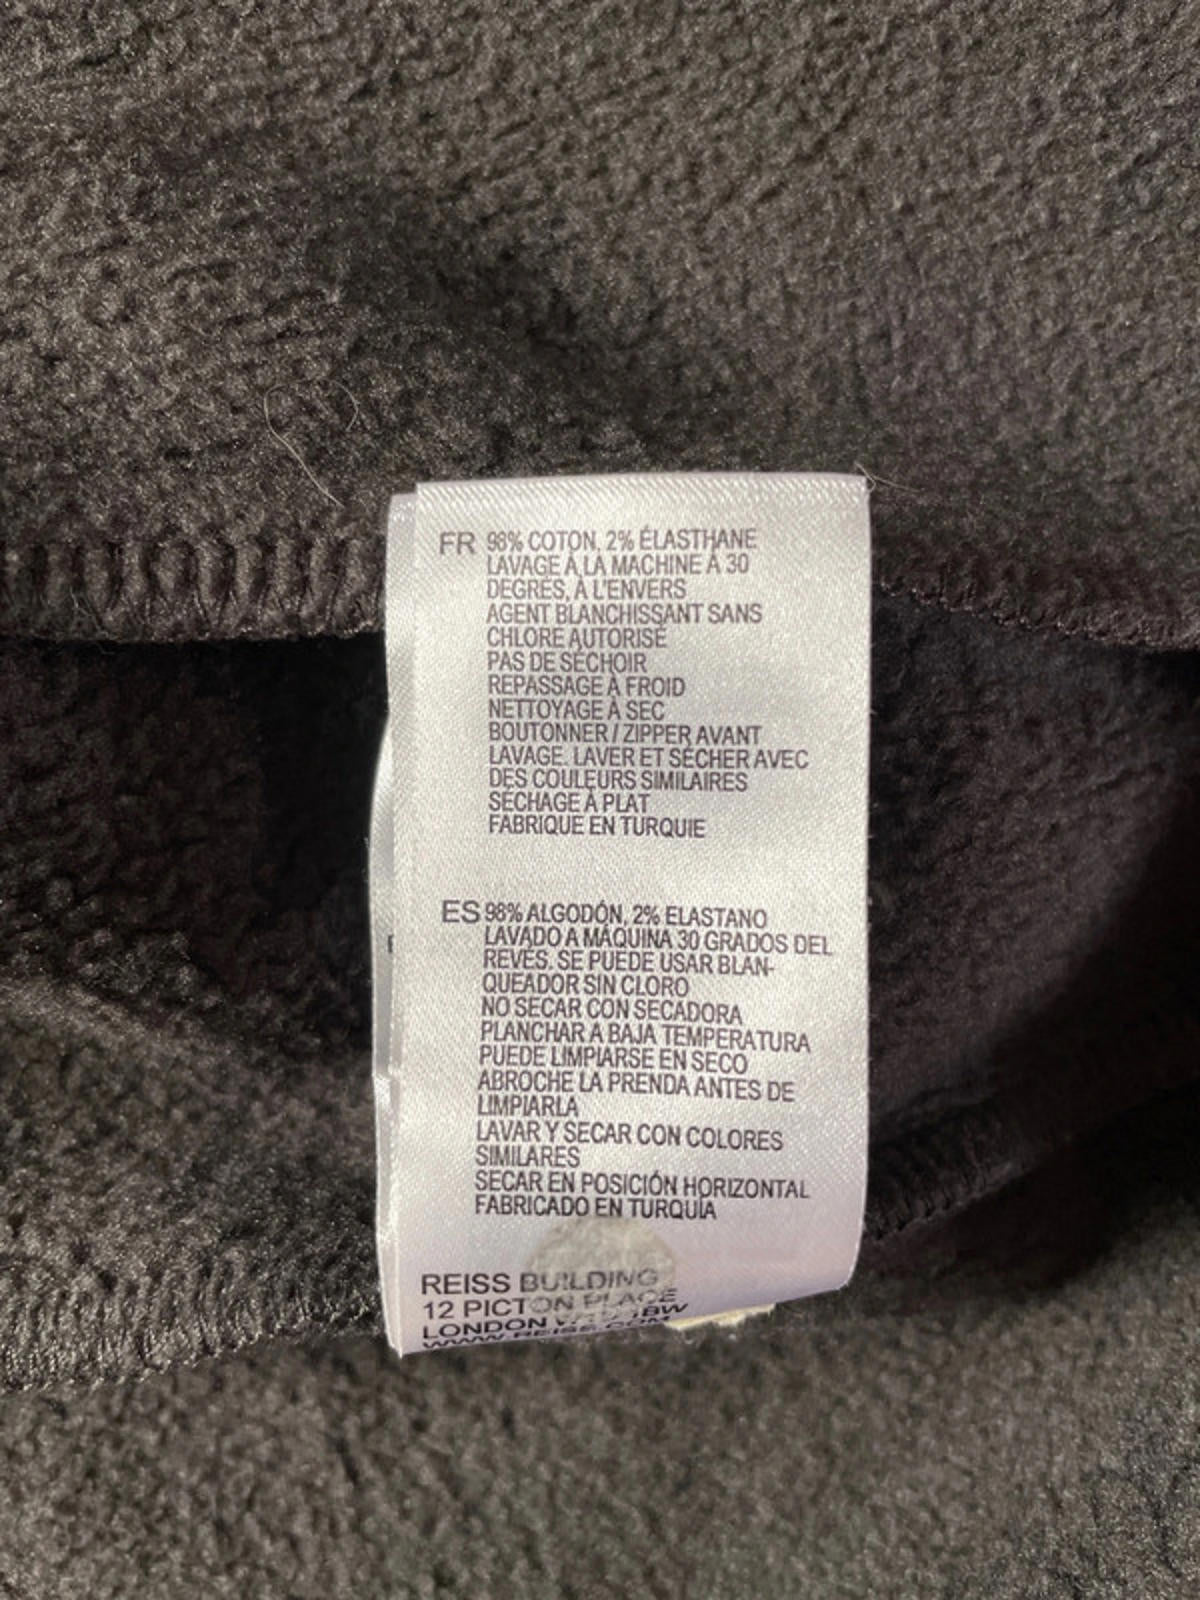 FR 98% COTON, 2% ÉLASTHANE
LAVAGE À LA MACHINE À 30
DEGRÉS, À L'ENVERS
AGENT BLANCHISSANT SANS
CHLORE AUTORISÉ
PAS DE SÉCHOIR
REPASSAGE À FROID
NETTOYAGE À SEC
BOUTONNER / ZIPPER AVANT
LAVAGE. LAVER ET SÉCHER AVEC
DES COULEURS SIMILAIRES
SÉCHAGE À PLAT
FABRIQUE EN TURQUIE
ES 98% ALGODÓN, 2% ELASTANO
LAVADO A MÁQUINA 30 GRADOS DEL
REVÉS. SE PUEDE USAR BLAN-
QUEADOR SIN CLORO
NO SECAR CON SECADORA
PLANCHAR A BAJA TEMPERATURA
PUEDE LIMPIARSE EN SECO
ABROCHE LA PRENDA ANTES DE
LIMPIARLA
LAVAR Y SECAR CON COLORES
SIMILARES
SECAR EN POSICIÓN HORIZONTAL
FABRICADO EN TURQUÍA
REISS BUILDING
12 PICTON PLACE
LONDON
WWW.REISS.COM